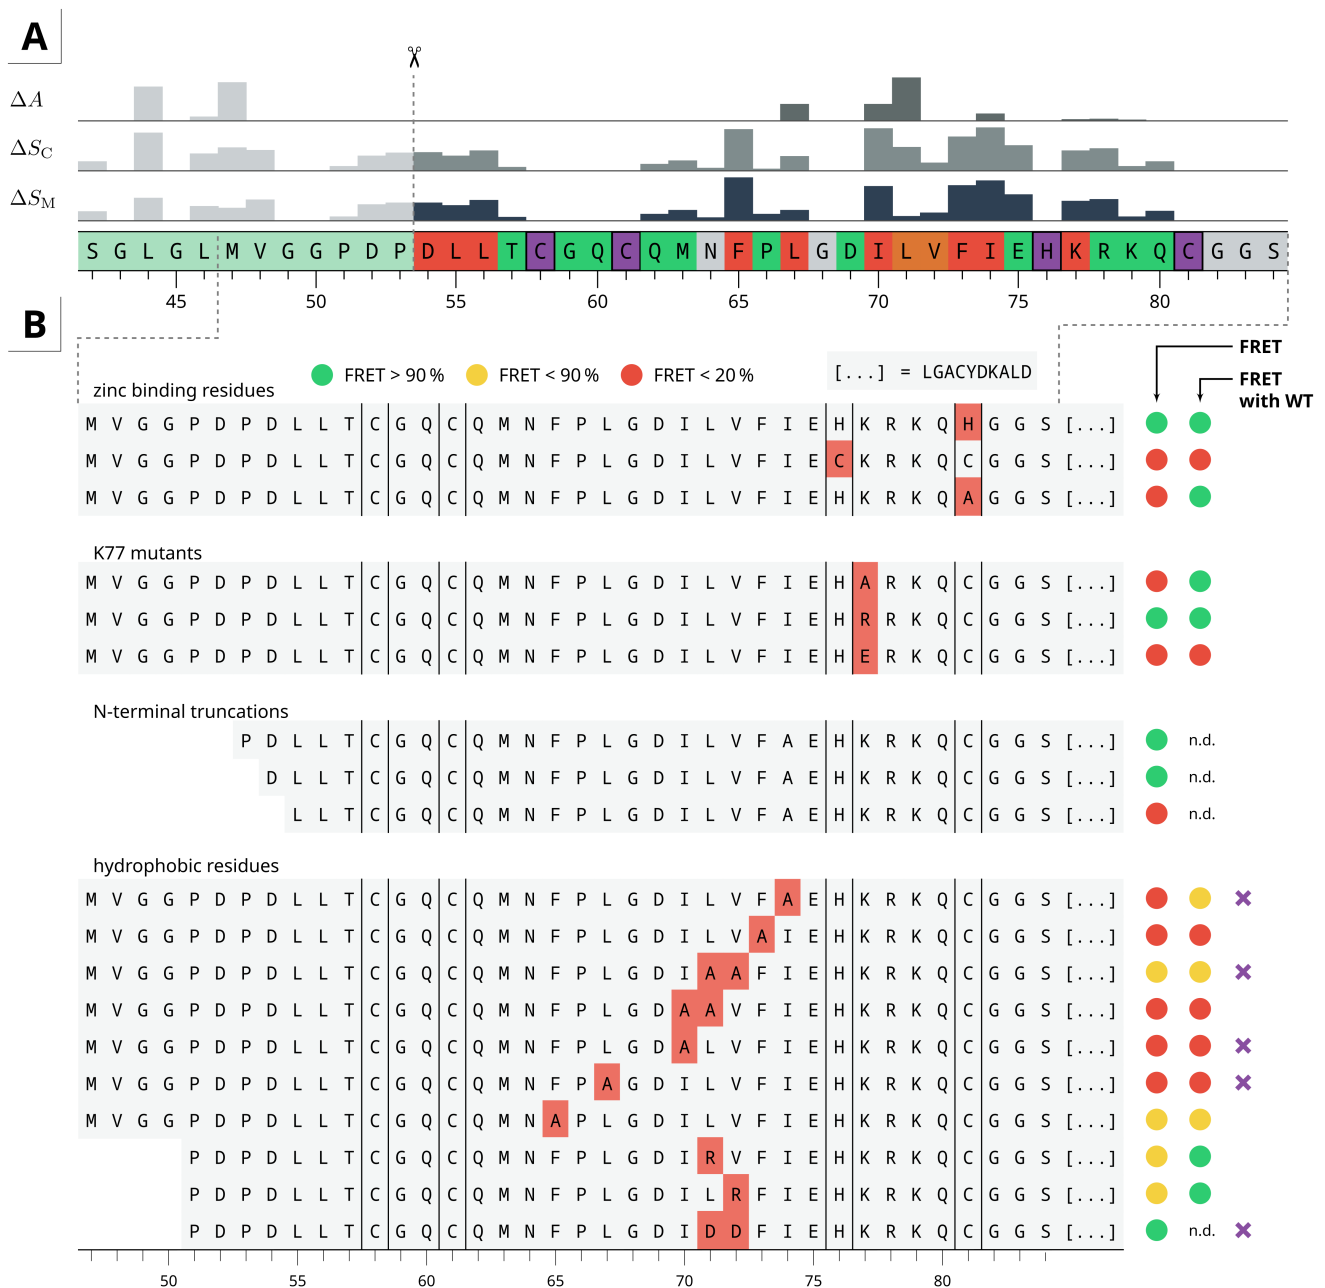 A
ΔA
ΔS_C
ΔS_M
S G L G L M V G G P D P D L L T C G Q C Q M N F P L G D I L V F I E H K R K Q C G G S
45 50 55 60 65 70 75 80
B
FRET
FRET > 90 % FRET < 90 % FRET < 20 % [...] = LGACYDKALD
FRET
with WT
zinc binding residues
M V G G P D P D L L T C G Q C Q M N F P L G D I L V F I E H K R K Q H G G S [...]
M V G G P D P D L L T C G Q C Q M N F P L G D I L V F I E C K R K Q C G G S [...]
M V G G P D P D L L T C G Q C Q M N F P L G D I L V F I E H K R K Q A G G S [...]
K77 mutants
M V G G P D P D L L T C G Q C Q M N F P L G D I L V F I E H A R K Q C G G S [...]
M V G G P D P D L L T C G Q C Q M N F P L G D I L V F I E H R R K Q C G G S [...]
M V G G P D P D L L T C G Q C Q M N F P L G D I L V F I E H E R K Q C G G S [...]
N-terminal truncations
P D L L T C G Q C Q M N F P L G D I L V F A E H K R K Q C G G S [...] n.d.
D L L T C G Q C Q M N F P L G D I L V F A E H K R K Q C G G S [...] n.d.
L L T C G Q C Q M N F P L G D I L V F A E H K R K Q C G G S [...] n.d.
hydrophobic residues
M V G G P D P D L L T C G Q C Q M N F P L G D I L V F A E H K R K Q C G G S [...]
M V G G P D P D L L T C G Q C Q M N F P L G D I L V A I E H K R K Q C G G S [...]
M V G G P D P D L L T C G Q C Q M N F P L G D I A A F I E H K R K Q C G G S [...]
M V G G P D P D L L T C G Q C Q M N F P L G D A A V F I E H K R K Q C G G S [...]
M V G G P D P D L L T C G Q C Q M N F P L G D A L V F I E H K R K Q C G G S [...]
M V G G P D P D L L T C G Q C Q M N F P A G D I L V F I E H K R K Q C G G S [...]
M V G G P D P D L L T C G Q C Q M N A P L G D I L V F I E H K R K Q C G G S [...]
P D P D L L T C G Q C Q M N F P L G D I R V F I E H K R K Q C G G S [...]
P D P D L L T C G Q C Q M N F P L G D I L R F I E H K R K Q C G G S [...]
P D P D L L T C G Q C Q M N F P L G D I D D F I E H K R K Q C G G S [...] n.d.
50 55 60 65 70 75 80